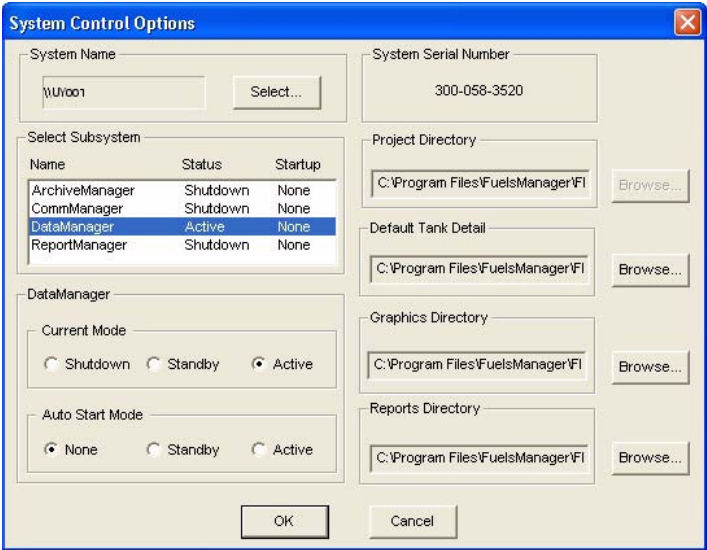 System Control Options
System Name
\\UY001
Select...
System Serial Number
300-058-3520
Select Subsystem
Name Status Startup
ArchiveManager Shutdown None
CommManager Shutdown None
DataManager Active None
ReportManager Shutdown None
Project Directory
C:\Program Files\FuelsManager\Fl
Browse...
Default Tank Detail
C:\Program Files\FuelsManager\Fl
Browse...
DataManager
Current Mode
Shutdown Standby Active
Auto Start Mode
None Standby Active
Graphics Directory
C:\Program Files\FuelsManager\Fl
Browse...
Reports Directory
C:\Program Files\FuelsManager\Fl
Browse...
OK
Cancel